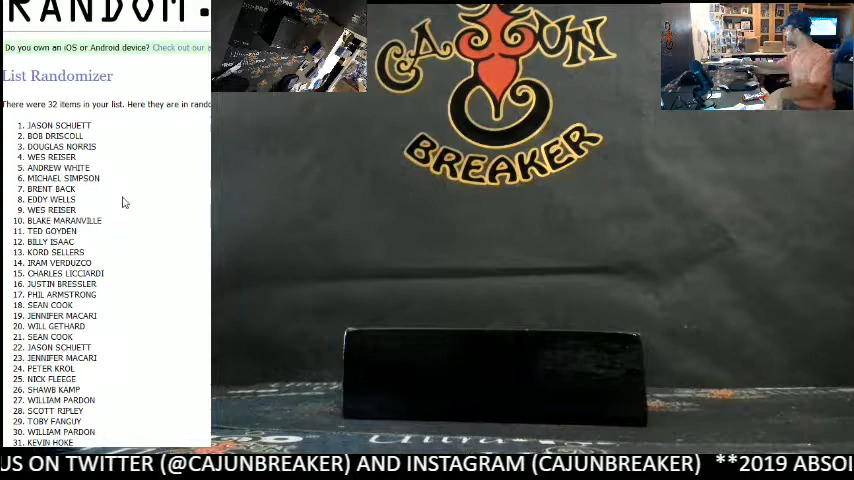 RANDOM.
Do you own an iOS or Android device? Check out our a
List Randomizer
There were 32 items in your list. Here they are in rando
1. JASON SCHUETT
2. BOB DRISCOLL
3. DOUGLAS NORRIS
4. WES REISER
5. ANDREW WHITE
6. MICHAEL SIMPSON
7. BRENT BACK
8. EDDY WELLS
9. WES REISER
10. BLAKE MARANVILLE
11. TED GOYDEN
12. BILLY ISAAC
13. KORD SELLERS
14. IRAM VERDUZCO
15. CHARLES LICCIARDI
16. JUSTIN BRESSLER
17. PHIL ARMSTRONG
18. SEAN COOK
19. JENNIFER MACARI
20. WILL GETHARD
21. SEAN COOK
22. JASON SCHUETT
23. JENNIFER MACARI
24. PETER KROL
25. NICK FLEEGE
26. SHAWB KAMP
27. WILLIAM PARDON
28. SCOTT RIPLEY
29. TOBY FANGUY
30. WILLIAM PARDON
31. KEVIN HOKE
CAJUN
BREAKER
US ON TWITTER (@CAJUNBREAKER) AND INSTAGRAM (CAJUNBREAKER) **2019 ABSOL